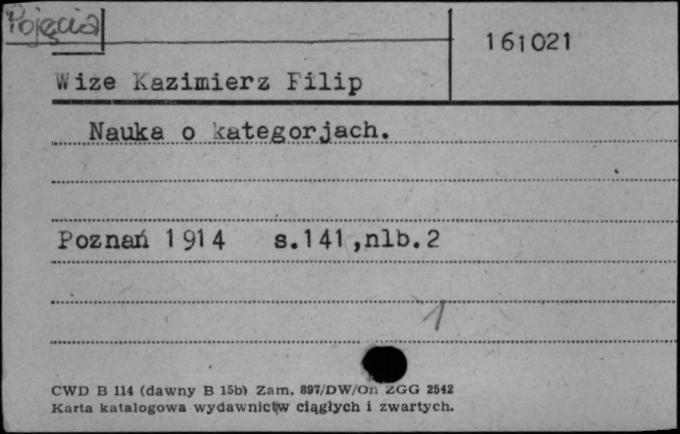 Pojęcia
161021
Wize Kazimierz Filip
Nauka o kategorjach.
Poznań 1914 s.141,nlb.2
1
CWD B 114 (dawny B 15b) Zam. 897/DW/On ZGG 2542
Karta katalogowa wydawnictw ciągłych i zwartych.